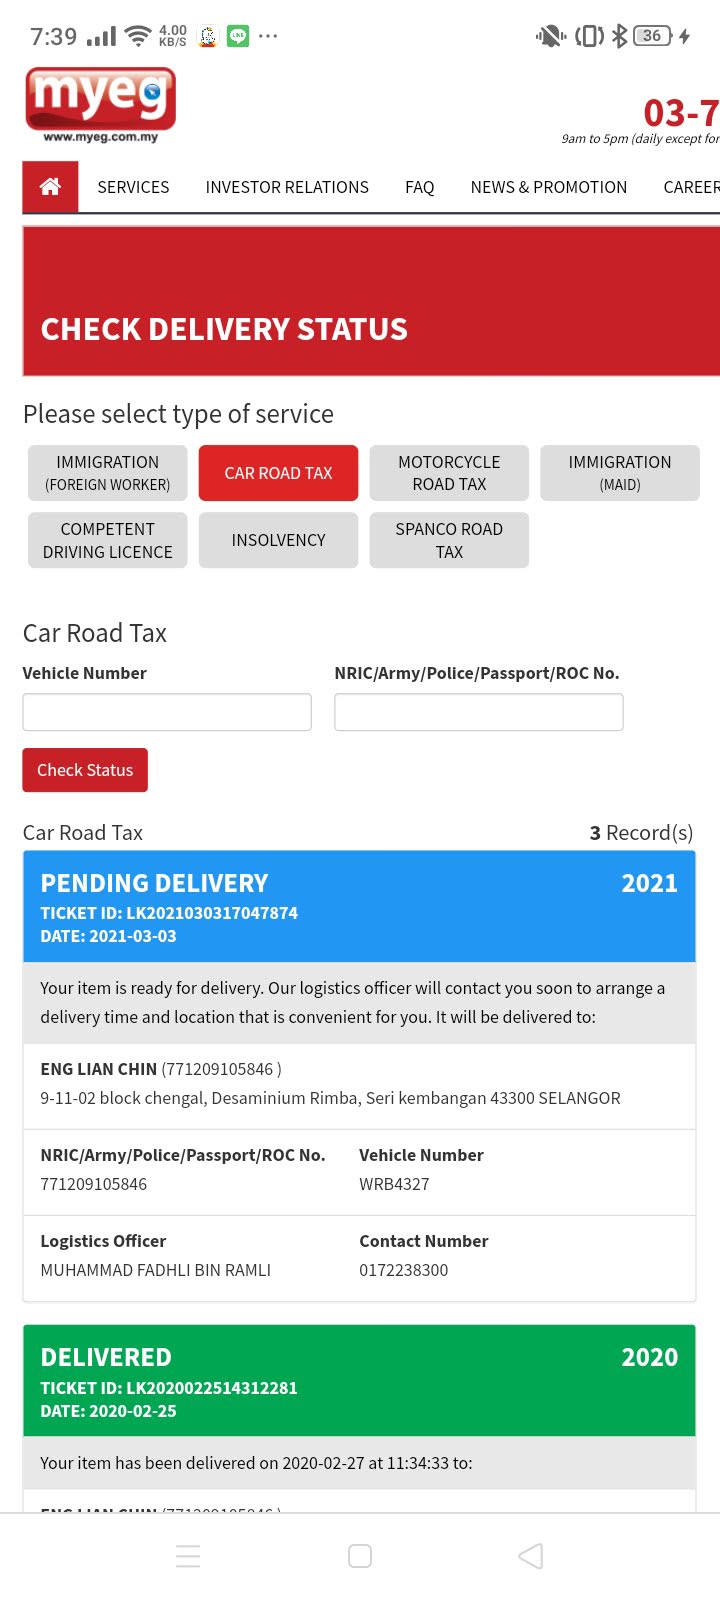 7:39 4.00 KB/S LINE 36
myeg
www.myeg.com.my
03-7
9am to 5pm (daily except for
SERVICES INVESTOR RELATIONS FAQ NEWS & PROMOTION CAREER
CHECK DELIVERY STATUS
Please select type of service
IMMIGRATION (FOREIGN WORKER)
CAR ROAD TAX
MOTORCYCLE ROAD TAX
IMMIGRATION (MAID)
COMPETENT DRIVING LICENCE
INSOLVENCY
SPANCO ROAD TAX
Car Road Tax
Vehicle Number NRIC/Army/Police/Passport/ROC No.
Check Status
Car Road Tax 3 Record(s)
PENDING DELIVERY 2021
TICKET ID: LK2021030317047874
DATE: 2021-03-03
Your item is ready for delivery. Our logistics officer will contact you soon to arrange a
delivery time and location that is convenient for you. It will be delivered to:
ENG LIAN CHIN (771209105846 )
9-11-02 block chengal, Desaminium Rimba, Seri kembangan 43300 SELANGOR
NRIC/Army/Police/Passport/ROC No. Vehicle Number
771209105846 WRB4327
Logistics Officer Contact Number
MUHAMMAD FADHLI BIN RAMLI 0172238300
DELIVERED 2020
TICKET ID: LK2020022514312281
DATE: 2020-02-25
Your item has been delivered on 2020-02-27 at 11:34:33 to:
ENG LIAN CHIN (771209105846 )